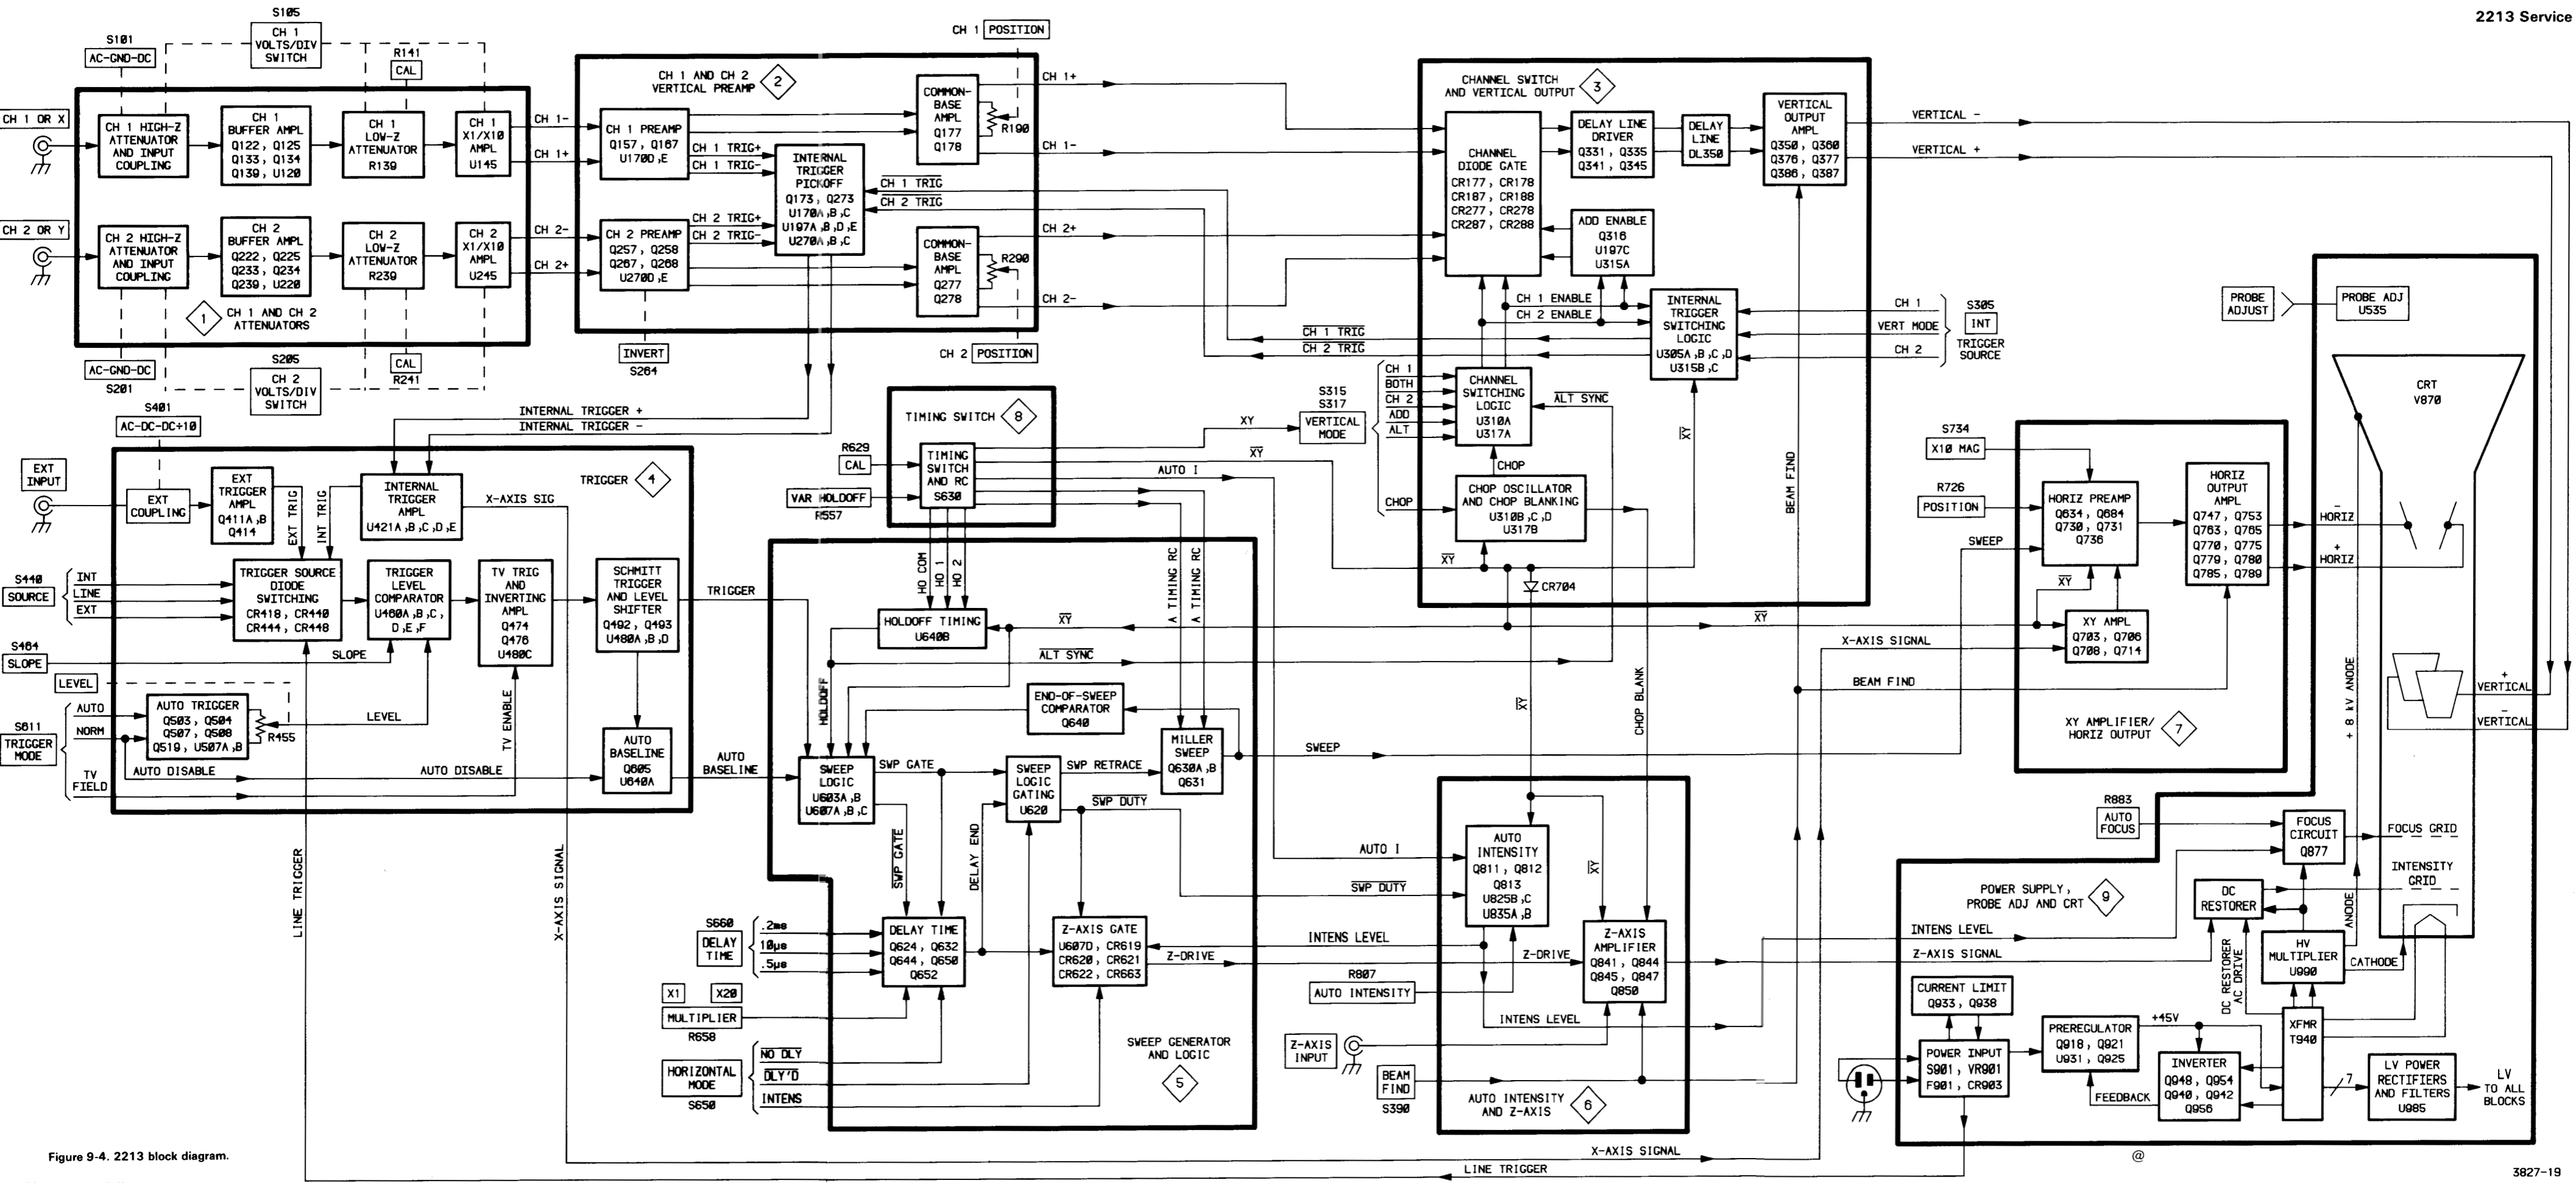 2213 Service
S105
CH 1
VOLTS/DIV
SWITCH
S101
AC-GND-DC
R141
CAL
CH 1 OR X
CH 1 HIGH-Z
ATTENUATOR
AND INPUT
COUPLING
CH 1
BUFFER AMPL
Q122, Q125
Q133, Q134
Q139, U120
CH 1
LOW-Z
ATTENUATOR
R139
CH 1
X1/X10
AMPL
U145
CH 1-
CH 1+
CH 2 OR Y
CH 2 HIGH-Z
ATTENUATOR
AND INPUT
COUPLING
CH 2
BUFFER AMPL
Q222, Q225
Q233, Q234
Q239, U220
CH 2
LOW-Z
ATTENUATOR
R239
CH 2
X1/X10
AMPL
U245
CH 2-
CH 2+
1
CH 1 AND CH 2
ATTENUATORS
AC-GND-DC
S201
S205
CH 2
VOLTS/DIV
SWITCH
CAL
R241
CH 1 AND CH 2
VERTICAL PREAMP
2
CH 1 PREAMP
Q157, Q167
U170D,E
CH 1 TRIG+
CH 1 TRIG-
INTERNAL
TRIGGER
PICKOFF
Q173, Q273
U170A,B,C
U197A,B,D,E
U270A,B,C
COMMON-
BASE
AMPL
Q177
Q178
R190
CH 1 POSITION
CH 1+
CH 1-
CH 1 TRIG
CH 2 TRIG
CH 2 PREAMP
Q257, Q258
Q267, Q268
U270D,E
CH 2 TRIG+
CH 2 TRIG-
COMMON-
BASE
AMPL
Q277
Q278
R290
CH 2+
CH 2-
CH 2 POSITION
INVERT
S264
INTERNAL TRIGGER +
INTERNAL TRIGGER -
CHANNEL SWITCH
AND VERTICAL OUTPUT
3
CHANNEL
DIODE GATE
CR177, CR178
CR187, CR188
CR277, CR278
CR287, CR288
DELAY LINE
DRIVER
Q331, Q335
Q341, Q345
DELAY
LINE
DL350
VERTICAL
OUTPUT
AMPL
Q350, Q360
Q376, Q377
Q386, Q387
VERTICAL -
VERTICAL +
ADD ENABLE
Q316
U197C
U315A
CH 1 ENABLE
CH 2 ENABLE
INTERNAL
TRIGGER
SWITCHING
LOGIC
U305A,B,C,D
U315B,C
CH 1
VERT MODE
CH 2
S305
INT
TRIGGER
SOURCE
CH 1 TRIG
CH 2 TRIG
S315
S317
VERTICAL
MODE
CH 1
BOTH
CH 2
ADD
ALT
CHOP
CHANNEL
SWITCHING
LOGIC
U310A
U317A
ALT SYNC
CHOP
CHOP OSCILLATOR
AND CHOP BLANKING
U310B,C,D
U317B
XY
XY
CR704
BEAM FIND
TIMING SWITCH
8
TIMING
SWITCH
AND RC
S630
R629
CAL
VAR HOLDOFF
R557
XY
XY
AUTO I
HO COM
HO 1
HO 2
A TIMING RC
A TIMING RC
S401
AC-DC-DC÷10
EXT
INPUT
EXT
COUPLING
EXT
TRIGGER
AMPL
Q411A,B
Q414
EXT TRIG
INT TRIG
INTERNAL
TRIGGER
AMPL
U421A,B,C,D,E
X-AXIS SIG
TRIGGER
4
S440
SOURCE
INT
LINE
EXT
TRIGGER SOURCE
DIODE
SWITCHING
CR418, CR440
CR444, CR448
TRIGGER
LEVEL
COMPARATOR
U460A,B,C,
D,E,F
TV TRIG
AND
INVERTING
AMPL
Q474
Q476
U480C
SCHMITT
TRIGGER
AND LEVEL
SHIFTER
Q492, Q493
U480A,B,D
TRIGGER
S464
SLOPE
SLOPE
LEVEL
S611
TRIGGER
MODE
AUTO
NORM
TV
FIELD
AUTO TRIGGER
Q503, Q504
Q507, Q508
Q519, U507A,B
R455
LEVEL
AUTO DISABLE
AUTO DISABLE
TV ENABLE
AUTO
BASELINE
Q605
U640A
AUTO
BASELINE
LINE TRIGGER
X-AXIS SIGNAL
HOLDOFF TIMING
U640B
XY
XY
ALT SYNC
HOLDOFF
END-OF-SWEEP
COMPARATOR
Q640
MILLER
SWEEP
Q630A,B
Q631
SWEEP
SWEEP
LOGIC
U603A,B
U607A,B,C
SWP GATE
SWP GATE
SWEEP
LOGIC
GATING
U620
SWP RETRACE
SWP DUTY
DELAY END
S660
DELAY
TIME
.2ms
10µs
.5µs
DELAY TIME
Q624, Q632
Q644, Q650
Q652
Z-AXIS GATE
U607D, CR619
CR620, CR621
CR622, CR663
INTENS LEVEL
Z-DRIVE
Z-DRIVE
X1
X20
MULTIPLIER
R658
HORIZONTAL
MODE
S650
NO DLY
DLY'D
INTENS
SWEEP GENERATOR
AND LOGIC
5
AUTO I
SWP DUTY
XY
XY
CHOP BLANK
AUTO
INTENSITY
Q811, Q812
Q813
U825B,C
U835A,B
Z-AXIS
AMPLIFIER
Q841, Q844
Q845, Q847
Q850
R807
AUTO INTENSITY
INTENS LEVEL
Z-AXIS
INPUT
BEAM
FIND
S390
AUTO INTENSITY
AND Z-AXIS
6
S734
X10 MAG
R726
POSITION
SWEEP
HORIZ PREAMP
Q634, Q684
Q730, Q731
Q736
HORIZ
OUTPUT
AMPL
Q747, Q753
Q763, Q765
Q770, Q775
Q779, Q780
Q785, Q789
XY
XY AMPL
Q703, Q706
Q708, Q714
X-AXIS SIGNAL
BEAM FIND
XY AMPLIFIER/
HORIZ OUTPUT
7
-
HORIZ
+
HORIZ
PROBE
ADJUST
PROBE ADJ
U535
CRT
V870
+ 8 kV ANODE
+
VERTICAL
-
VERTICAL
R883
AUTO
FOCUS
FOCUS
CIRCUIT
Q877
FOCUS GRID
INTENSITY
GRID
POWER SUPPLY,
PROBE ADJ AND CRT
9
DC
RESTORER
ANODE
INTENS LEVEL
Z-AXIS SIGNAL
DC RESTORER
AC DRIVE
HV
MULTIPLIER
U990
CATHODE
CURRENT LIMIT
Q933, Q938
POWER INPUT
S901, VR901
F901, CR903
PREREGULATOR
Q918, Q921
U931, Q925
+45V
INVERTER
Q948, Q954
Q940, Q942
Q956
FEEDBACK
XFMR
T940
7
LV POWER
RECTIFIERS
AND FILTERS
U985
LV
TO ALL
BLOCKS
X-AXIS SIGNAL
LINE TRIGGER
Figure 9-4. 2213 block diagram.
@
3827-19